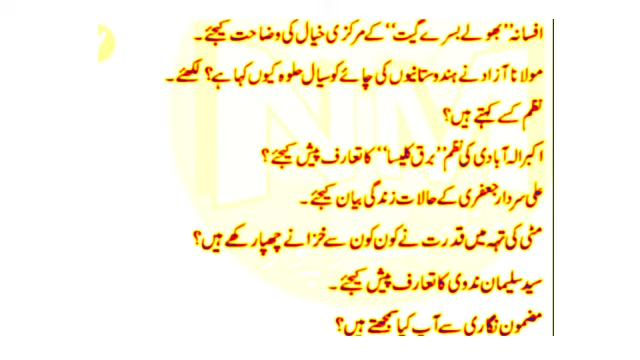 افسانہ ’’بھولے بسرے گیت‘‘ کے مرکزی خیال کی وضاحت کیجئے۔
مولانا آزاد نے ہندوستانیوں کی چائے کو سیال حلوہ کیوں کہا ہے؟ لکھئے۔
نظم کسے کہتے ہیں؟
اکبر الہ آبادی کی نظم ’’برق کلیسا‘‘ کا تعارف پیش کیجئے؟
علی سردار جعفری کے حالات زندگی بیان کیجئے۔
مٹی کی تہہ میں قدرت نے کون کون سے خزانے چھپا رکھے ہیں؟
سید سلیمان ندوی کا تعارف پیش کیجئے۔
مضمون نگاری سے آپ کیا سمجھتے ہیں؟